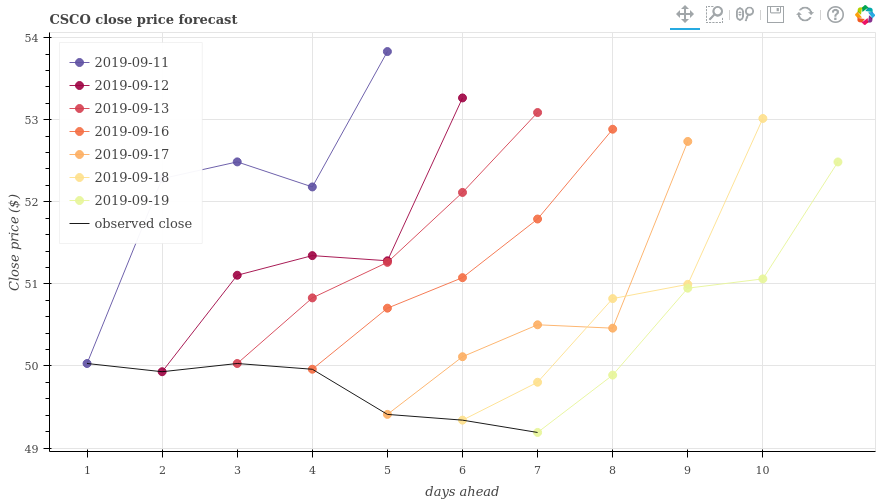 CSCO close price forecast
54
53
52
51
50
49
Close price ($)
2019-09-11
2019-09-12
2019-09-13
2019-09-16
2019-09-17
2019-09-18
2019-09-19
observed close
1 2 3 4 5 6 7 8 9 10
days ahead